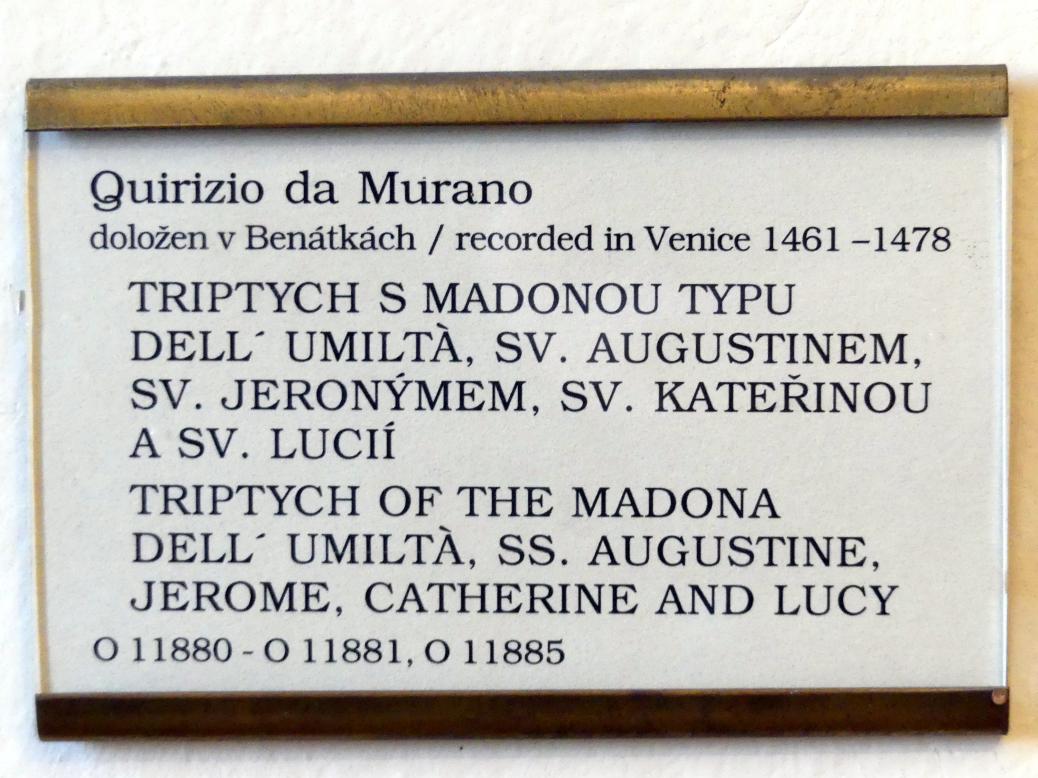 Quirizio da Murano
doložen v Benátkách / recorded in Venice 1461 –1478
TRIPTYCH S MADONOU TYPU
DELL´ UMILTÀ, SV. AUGUSTINEM,
SV. JERONÝMEM, SV. KATEŘINOU
A SV. LUCIÍ
TRIPTYCH OF THE MADONA
DELL´ UMILTÀ, SS. AUGUSTINE,
JEROME, CATHERINE AND LUCY
O 11880 - O 11881, O 11885